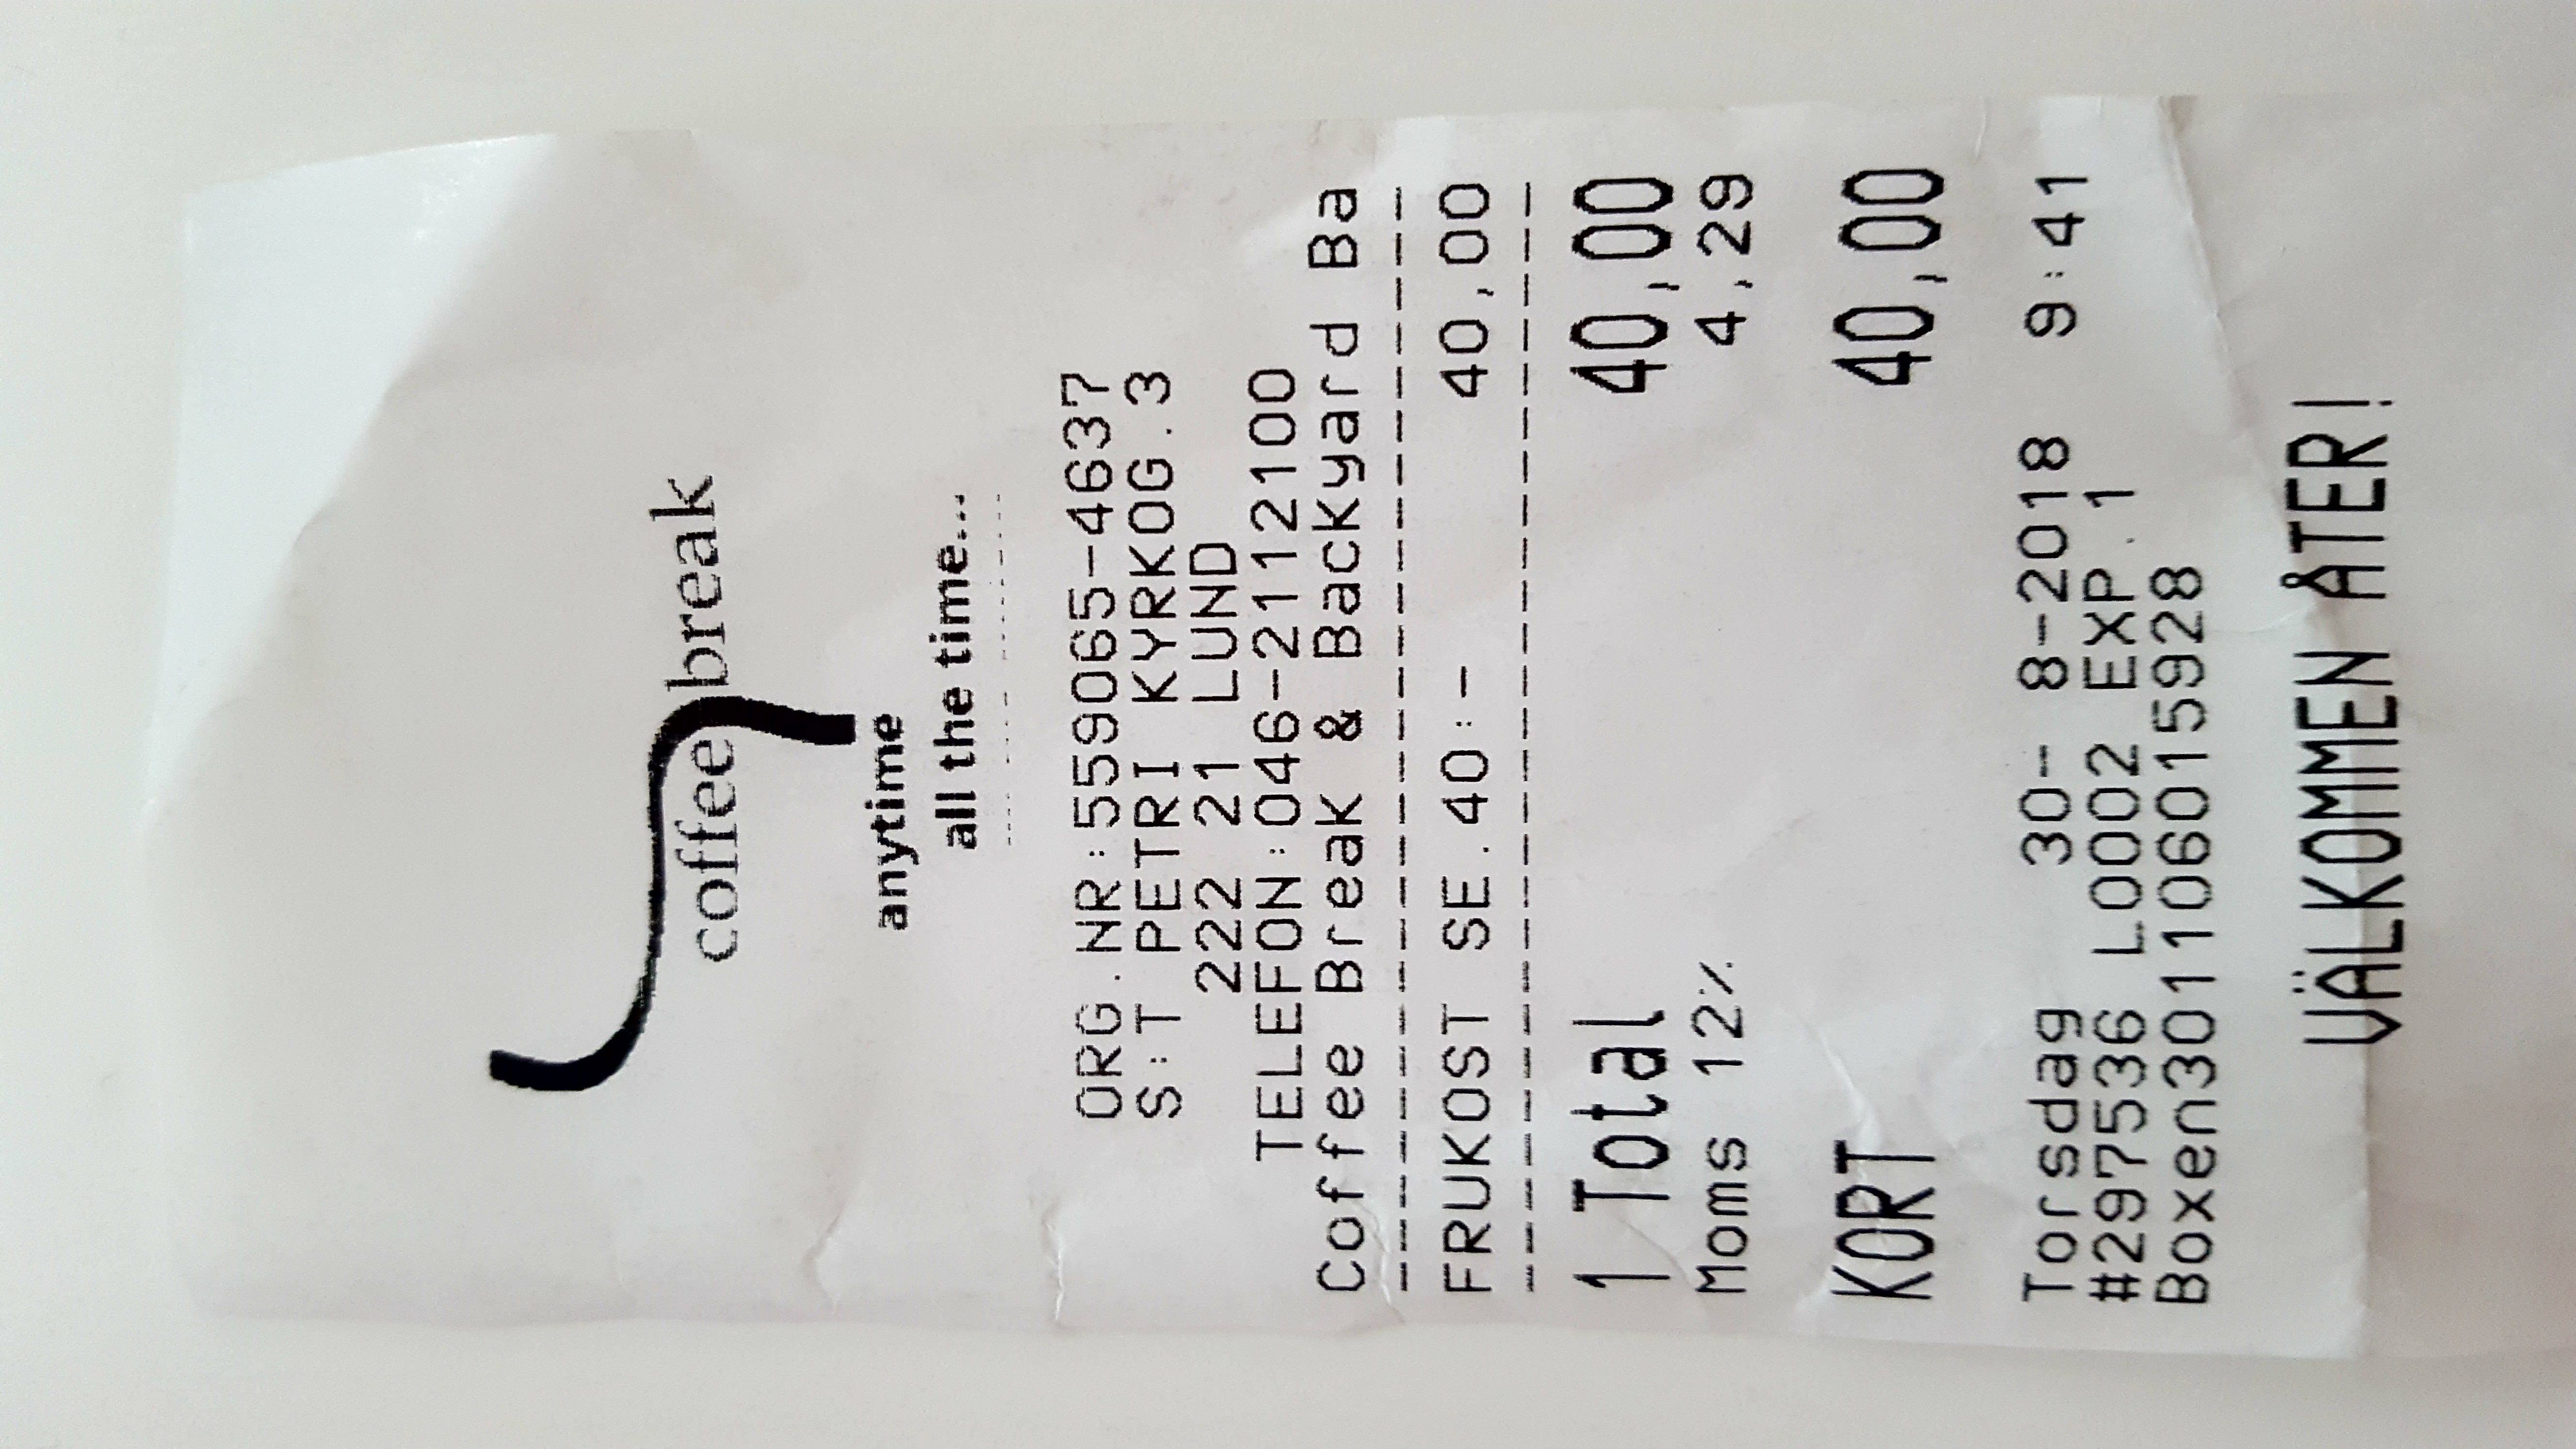 coffee break
anytime
all the time...
ORG.NR:559065-4637
S:T PETRI KYRKOG.3
222 21 LUND
TELEFON:046-2112100
Coffee Break & Backyard Ba
FRUKOST SE.40:- 40,00
1 Total 40,00
Moms 12% 4,29
KORT 40,00
Torsdag 30- 8-2018 9:41
#297536 L0002 EXP.1
Boxen301106015928
VÄLKOMMEN ÅTER!